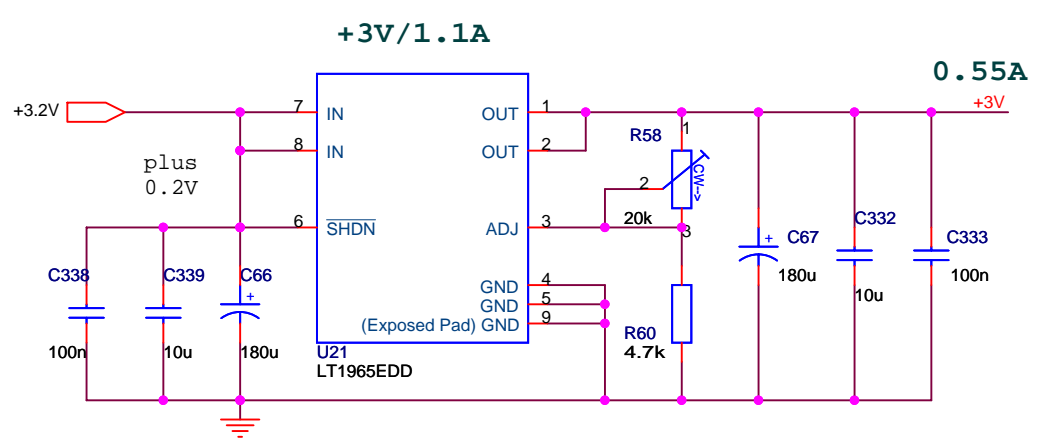 +3V/1.1A
0.55A
+3.2V
+3V
7
IN
OUT
1
8
IN
OUT
2
plus
0.2V
R58
1
2
CW->
20k
3
6
SHDN
ADJ
3
C338
C339
C66
+
100n
10u
180u
GND
4
GND
5
(Exposed Pad) GND
9
U21
LT1965EDD
R60
4.7k
+
C67
180u
C332
10u
C333
100n